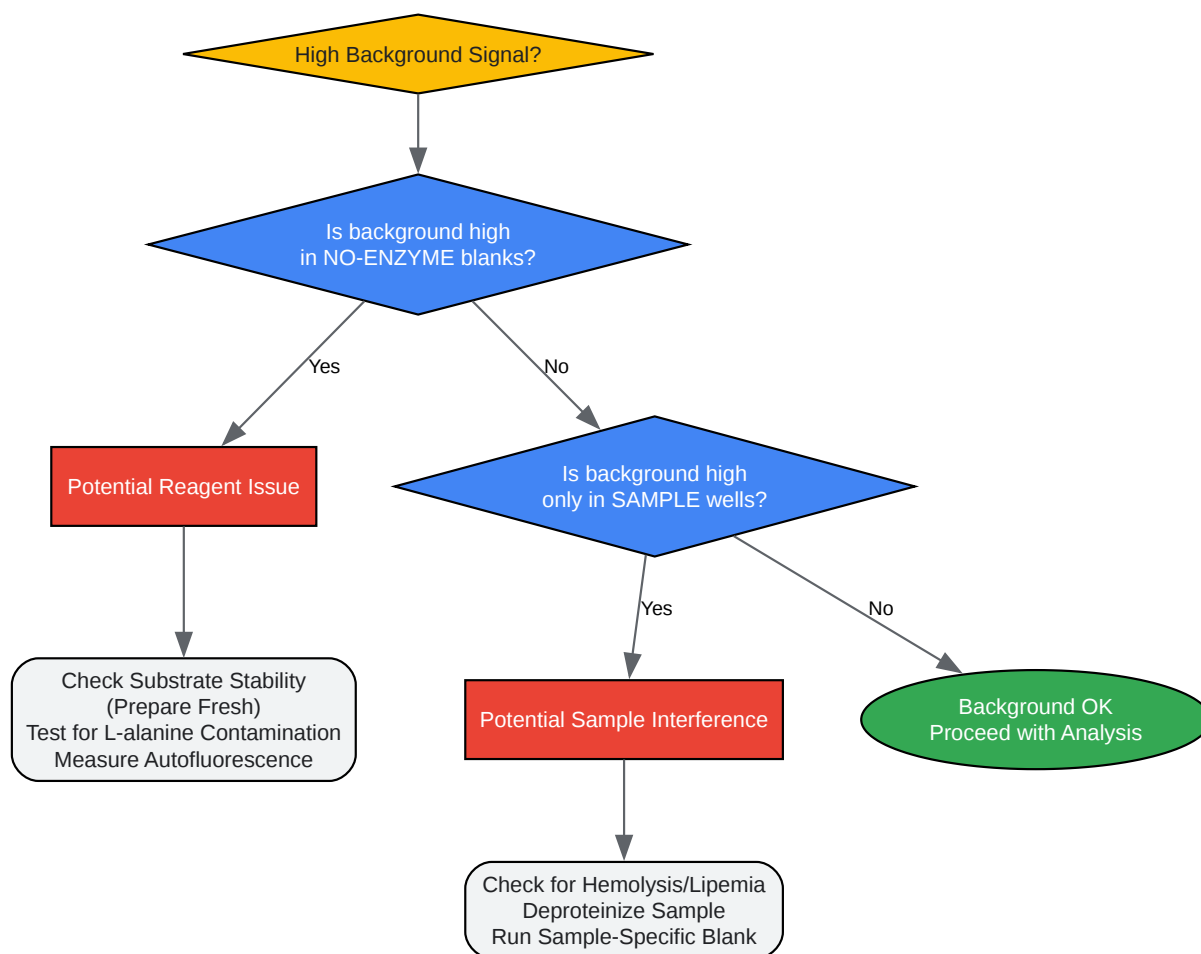 High Background Signal?
Is background high
in NO-ENZYME blanks?
Yes
No
Potential Reagent Issue
Is background high
only in SAMPLE wells?
Check Substrate Stability
(Prepare Fresh)
Test for L-alanine Contamination
Measure Autofluorescence
Yes
No
Potential Sample Interference
Background OK
Proceed with Analysis
Check for Hemolysis/Lipemia
Deproteinize Sample
Run Sample-Specific Blank